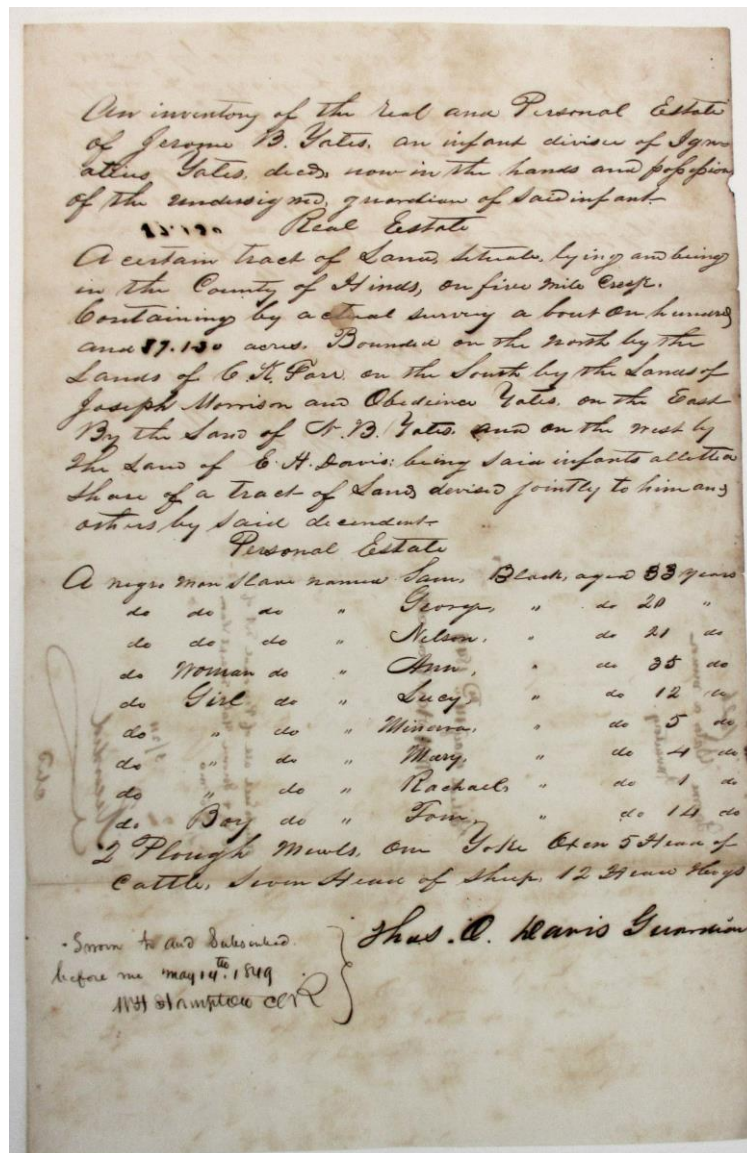 An inventory of the real and Personal Estate
of Jerome B. Yates, an infant divisee of Igna
atius Yates, decd, now in the hands and possession
of the undersigned, guardian of said infant
Real Estate
A certain tract of Land, situate, lying and being
in the County of Hinds, on five mile Creek.
Containing by actual survey a bout on hundred
and 87.130 acres. Bounded on the north by the
Lands of C. K. Farr on the South by the Lands of
Joseph Morrison and Obedience Yates, on the East
By the Land of N. B. Yates and on the west by
the Land of E. H. Davis: being said infants allotted
share of a tract of Land, devised jointly to him and
others by said decendent
Personal Estate
A negro man slave named Sam, Black, aged 33 years
do do do " George, " do 20 "
do do do " Nelson, " do 21 do
do Woman do " Ann, " do 35 do
do Girl do " Lucy, " do 12 do
do " do " Minerva, " do 5 do
do " do " Mary, " do 4 do
do " do " Rachael, " do 1 do
do Boy do " Tom, " do 14 do
2 Plough Mewls, One Yoke Oxen 5 Head of
Cattle, Seven Head of Sheep, 12 Head Hogs
Thos. O. Davis Guardian
Sworn to and Subscribed
before me may 14th. 1849
WH Hampton Clk